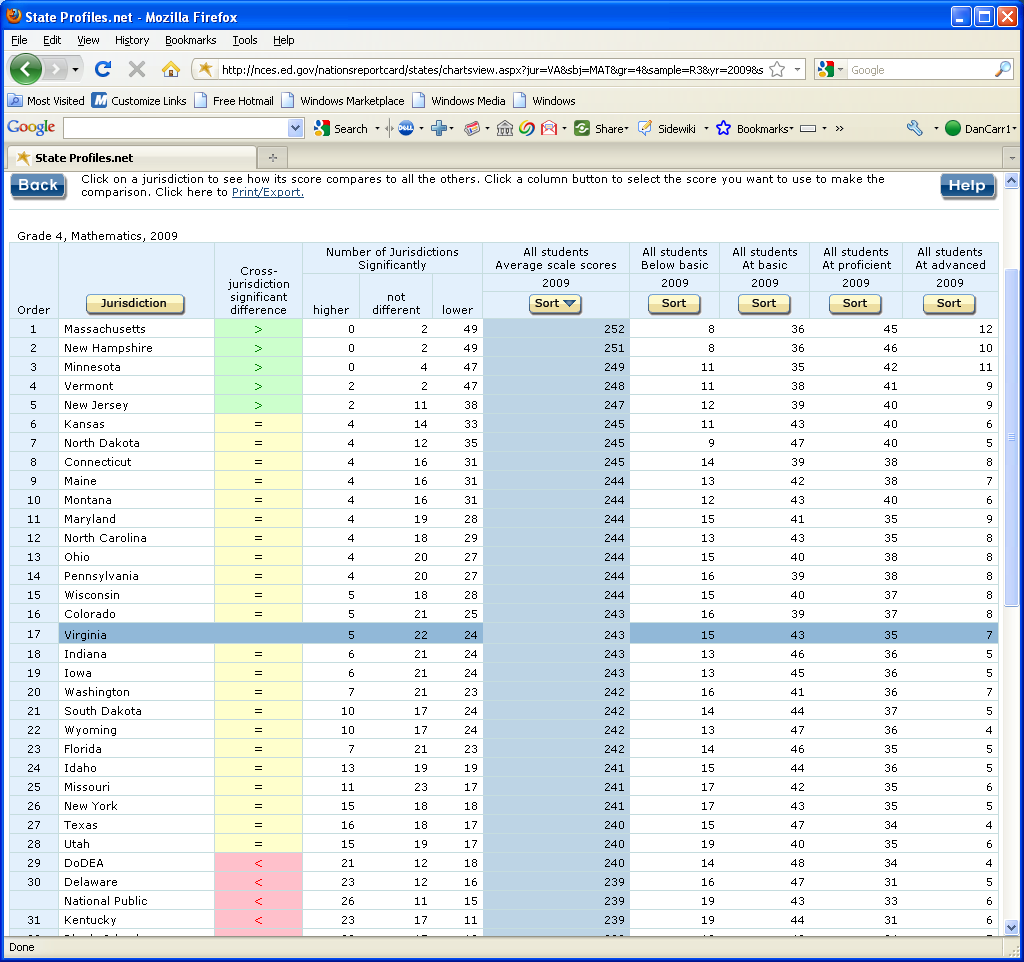 State Profiles.net - Mozilla Firefox
File Edit View History Bookmarks Tools Help
http://nces.ed.gov/nationsreportcard/states/chartsview.aspx?jur=VA&sbj=MAT&gr=4&sample=R3&yr=2009&s Google
Most Visited Customize Links Free Hotmail Windows Marketplace Windows Media Windows
Google Search Share Sidewiki Bookmarks » DanCarr1
State Profiles.net
Back Click on a jurisdiction to see how its score compares to all the others. Click a column button to select the score you want to use to make the Help
comparison. Click here to Print/Export.
Grade 4, Mathematics, 2009
Number of Jurisdictions All students All students All students All students All students
Significantly Average scale scores Below basic At basic At proficient At advanced
Cross-
jurisdiction 2009 2009 2009 2009 2009
significant not
Order Jurisdiction difference higher different lower Sort Sort Sort Sort Sort
1 Massachusetts > 0 2 49 252 8 36 45 12
2 New Hampshire > 0 2 49 251 8 36 46 10
3 Minnesota > 0 4 47 249 11 35 42 11
4 Vermont > 2 2 47 248 11 38 41 9
5 New Jersey > 2 11 38 247 12 39 40 9
6 Kansas = 4 14 33 245 11 43 40 6
7 North Dakota = 4 12 35 245 9 47 40 5
8 Connecticut = 4 16 31 245 14 39 38 8
9 Maine = 4 16 31 244 13 42 38 7
10 Montana = 4 16 31 244 12 43 40 6
11 Maryland = 4 19 28 244 15 41 35 9
12 North Carolina = 4 18 29 244 13 43 35 8
13 Ohio = 4 20 27 244 15 40 38 8
14 Pennsylvania = 4 20 27 244 16 39 38 8
15 Wisconsin = 5 18 28 244 15 40 37 8
16 Colorado = 5 21 25 243 16 39 37 8
17 Virginia 5 22 24 243 15 43 35 7
18 Indiana = 6 21 24 243 13 46 36 5
19 Iowa = 6 21 24 243 13 45 36 5
20 Washington = 7 21 23 242 16 41 36 7
21 South Dakota = 10 17 24 242 14 44 37 5
22 Wyoming = 10 17 24 242 13 47 36 4
23 Florida = 7 21 23 242 14 46 35 5
24 Idaho = 13 19 19 241 15 44 36 5
25 Missouri = 11 23 17 241 17 42 35 6
26 New York = 15 18 18 241 17 43 35 5
27 Texas = 16 18 17 240 15 47 34 4
28 Utah = 15 19 17 240 19 40 35 6
29 DoDEA < 21 12 18 240 14 48 34 4
30 Delaware < 23 12 16 239 16 47 31 5
National Public < 26 11 15 239 19 43 33 6
31 Kentucky < 23 17 11 239 19 44 31 6
Done